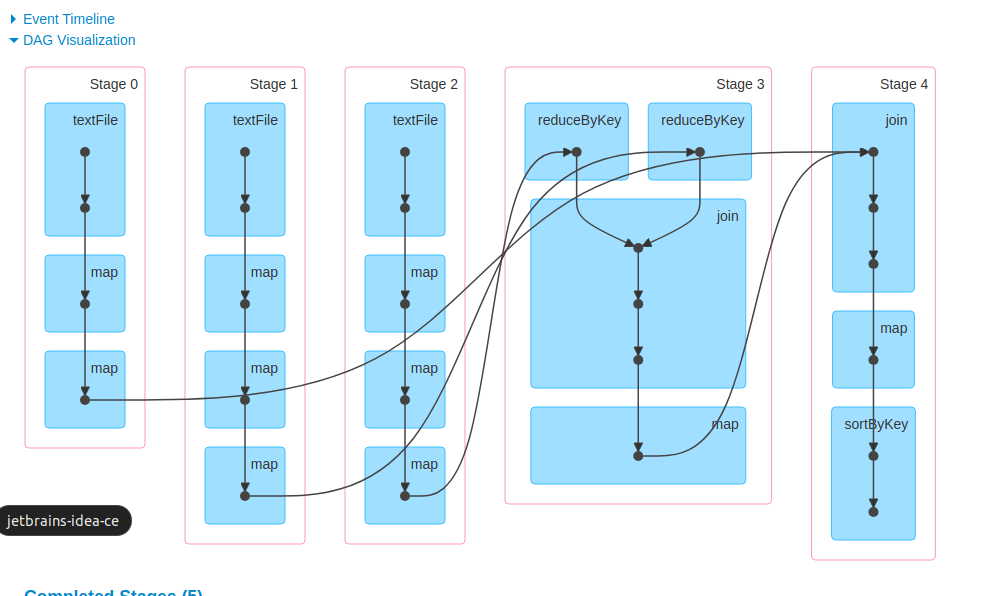 Event Timeline
DAG Visualization
Stage 0
textFile
map
map
Stage 1
textFile
map
map
map
Stage 2
textFile
map
map
map
Stage 3
reduceByKey
reduceByKey
join
map
Stage 4
join
map
sortByKey
jetbrains-idea-ce
Completed Stages (5)